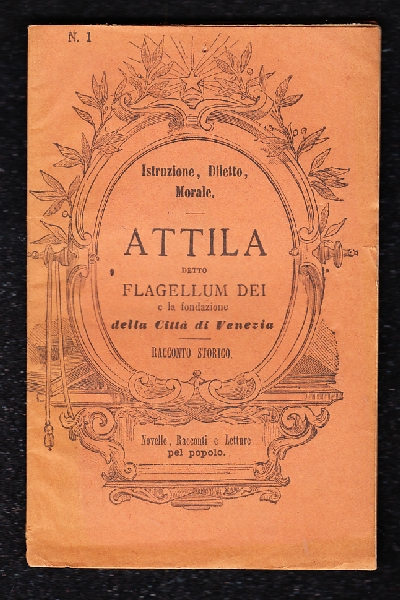 N. 1
Istruzione, Diletto,
Morale,
ATTILA
DETTO
FLAGELLUM DEI
e la fondazione
della Città di Venezia
RACCONTO STORICO.
Novelle, Racconti e Letture
pel popolo.